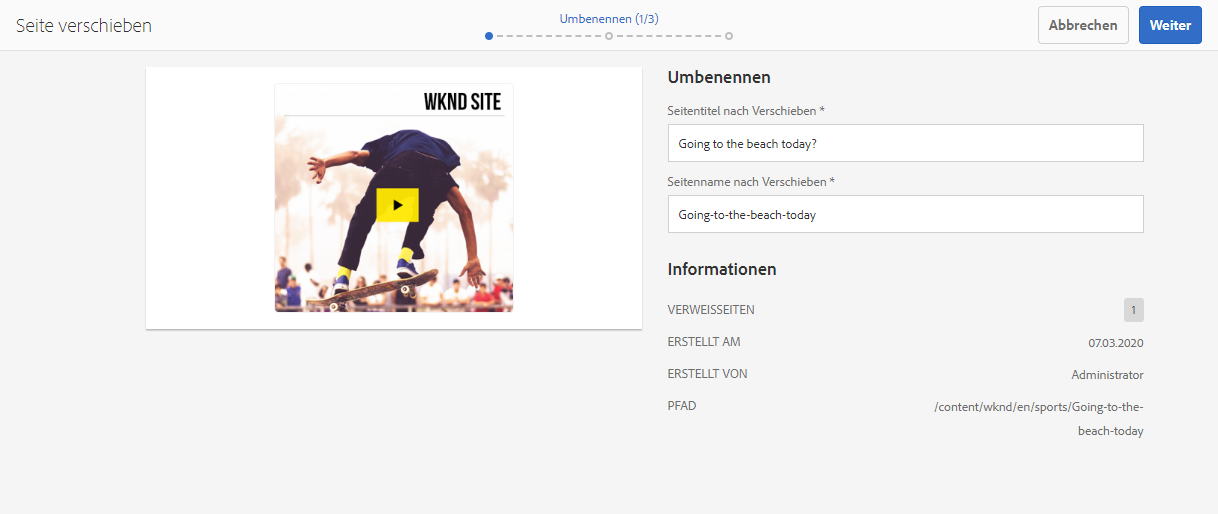 Seite verschieben
Umbenennen (1/3)
Abbrechen
Weiter
WKND SITE
Umbenennen
Seitentitel nach Verschieben *
Going to the beach today?
Seitenname nach Verschieben *
Going-to-the-beach-today
Informationen
VERWEISSEITEN 1
ERSTELLT AM 07.03.2020
ERSTELLT VON Administrator
PFAD /content/wknd/en/sports/Going-to-the-
beach-today